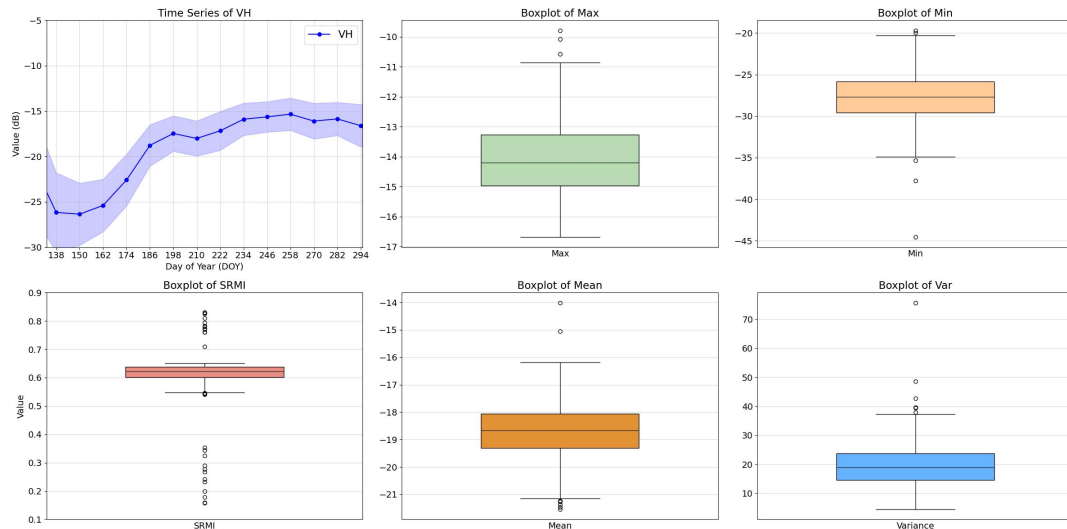 Time Series of VH
−5
−10
−15
−20
−25
−30
Value (dB)
VH
138 150 162 174 186 198 210 222 234 246 258 270 282 294
Day of Year (DOY)
Boxplot of Max
−10
−11
−12
−13
−14
−15
−16
−17
Max
Boxplot of Min
−20
−25
−30
−35
−40
−45
Min
Boxplot of SRMI
0.9
0.8
0.7
0.6
0.5
0.4
0.3
0.2
0.1
Value
SRMI
Boxplot of Mean
−14
−15
−16
−17
−18
−19
−20
−21
Mean
Boxplot of Var
70
60
50
40
30
20
10
Variance